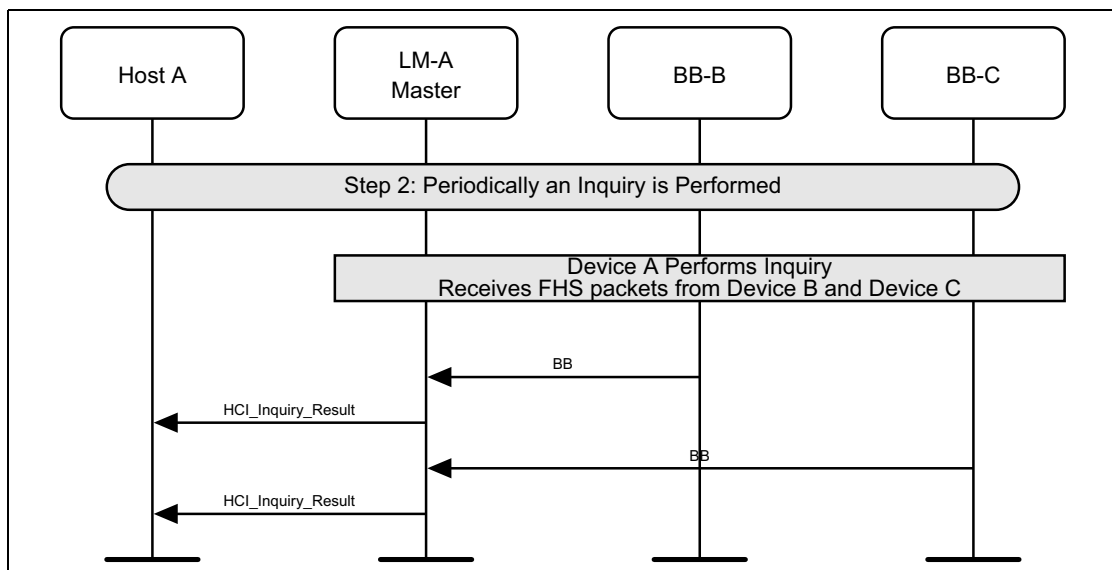 Host A
LM-A
Master
BB-B
BB-C
Step 2: Periodically an Inquiry is Performed
Device A Performs Inquiry
Receives FHS packets from Device B and Device C
BB
HCI_Inquiry_Result
BB
HCI_Inquiry_Result